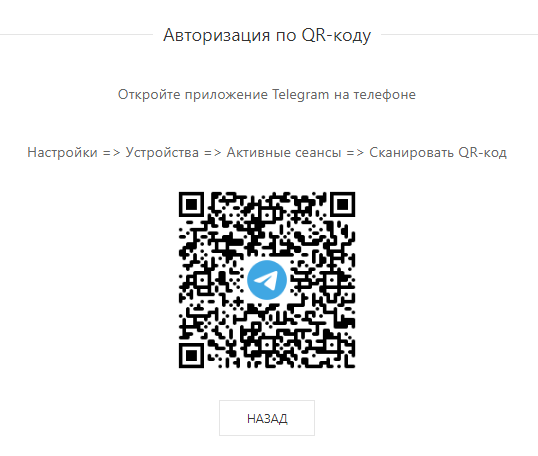 Авторизация по QR-коду
Откройте приложение Telegram на телефоне
Настройки => Устройства => Активные сеансы => Сканировать QR-код
НАЗАД